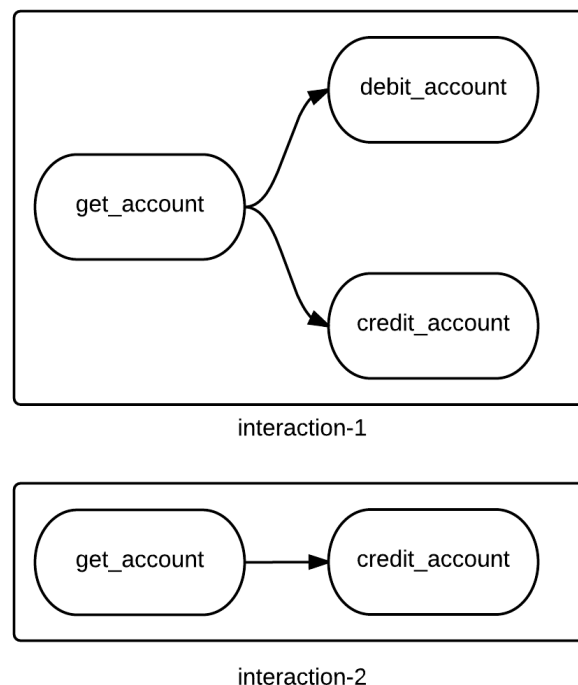 debit_account
get_account
credit_account
interaction-1
get_account
credit_account
interaction-2